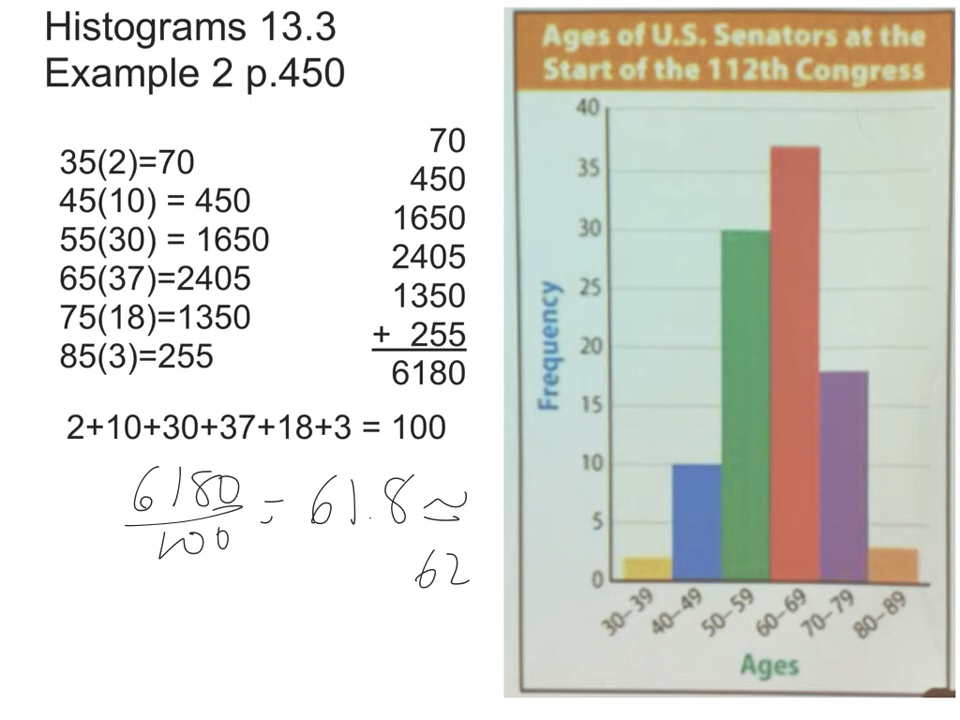 Histograms 13.3
Example 2 p.450
35(2)=70
45(10) = 450
55(30) = 1650
65(37)=2405
75(18)=1350
85(3)=255
70
450
1650
2405
1350
+ 255
6180
2+10+30+37+18+3 = 100
6180
100
= 61.8 ≈
62
Ages of U.S. Senators at the
Start of the 112th Congress
Frequency
40
35
30
25
20
15
10
5
0
30–39
40–49
50–59
60–69
70–79
80–89
Ages